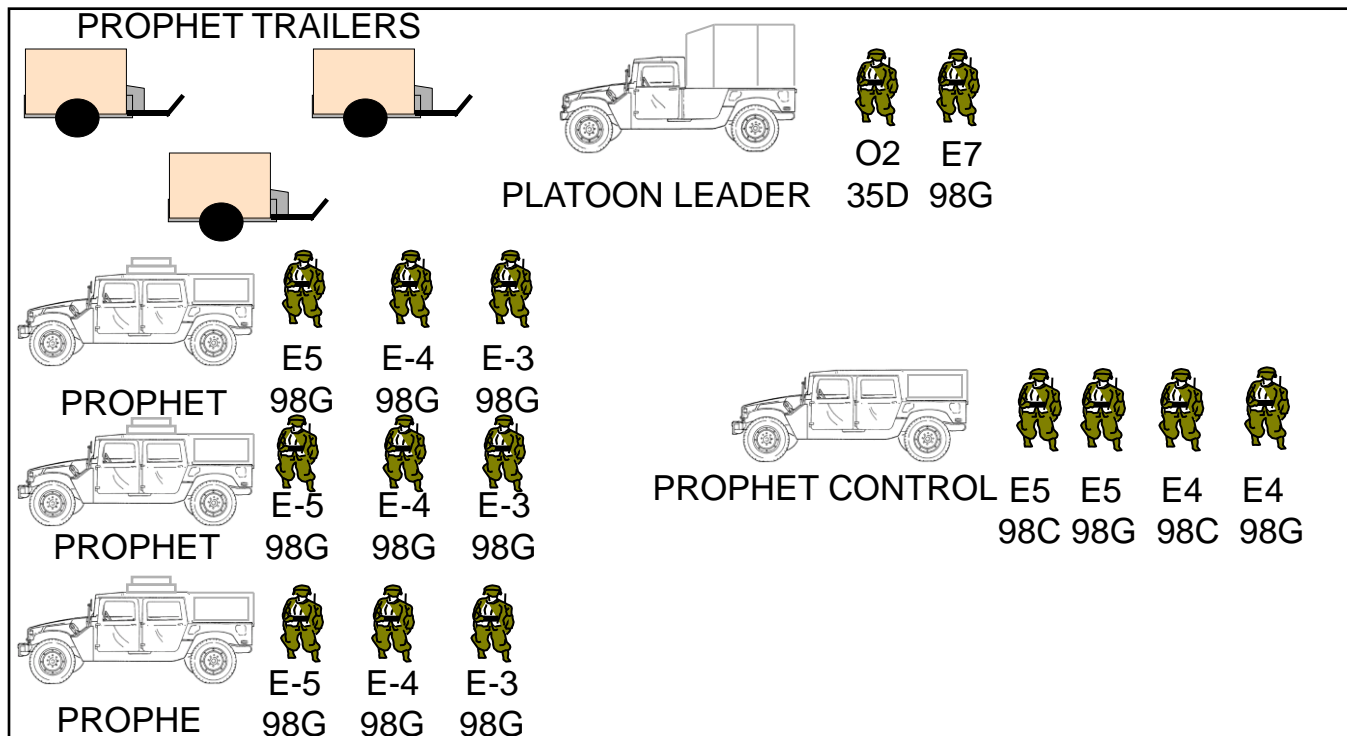 PROPHET TRAILERS
O2 E7
PLATOON LEADER 35D 98G
E5 E-4 E-3
PROPHET 98G 98G 98G
E-5 E-4 E-3
PROPHET 98G 98G 98G
PROPHET CONTROL E5 E5 E4 E4
98C 98G 98C 98G
E-5 E-4 E-3
PROPHE 98G 98G 98G